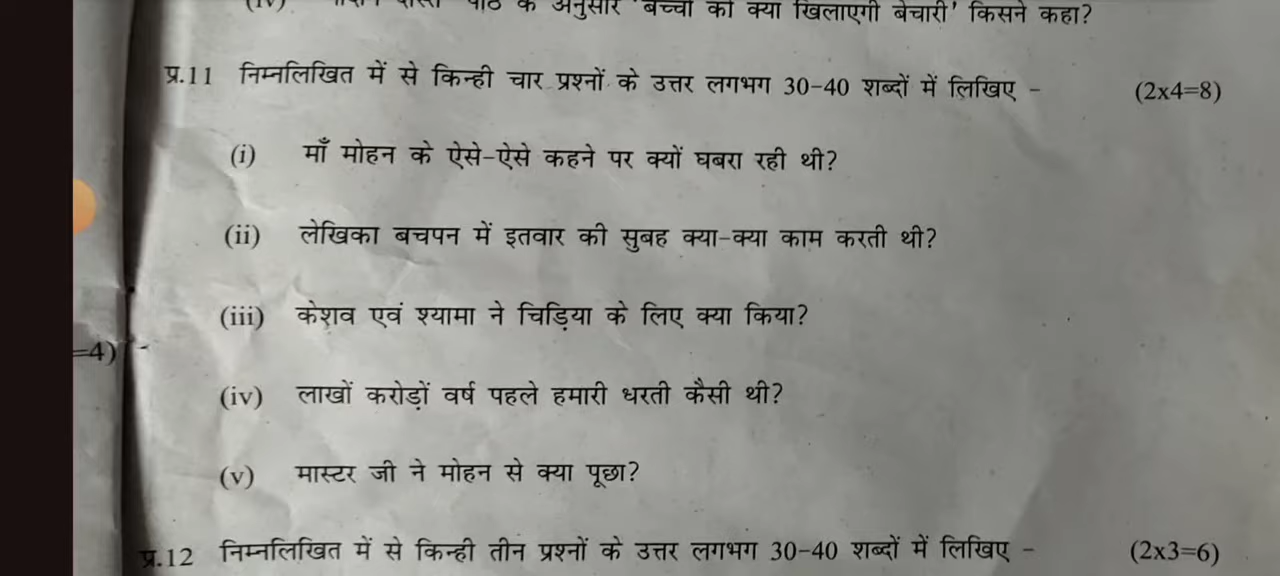 (iv) 'नादान दोस्त' पाठ के अनुसार 'बच्चों को क्या खिलाएगी बेचारी' किसने कहा?
प्र.11 निम्नलिखित में से किन्ही चार प्रश्नों के उत्तर लगभग 30-40 शब्दों में लिखिए - (2x4=8)
(i) माँ मोहन के ऐसे-ऐसे कहने पर क्यों घबरा रही थी?
(ii) लेखिका बचपन में इतवार की सुबह क्या-क्या काम करती थी?
(iii) केशव एवं श्यामा ने चिड़िया के लिए क्या किया?
=4)
(iv) लाखों करोड़ों वर्ष पहले हमारी धरती कैसी थी?
(v) मास्टर जी ने मोहन से क्या पूछा?
प्र.12 निम्नलिखित में से किन्ही तीन प्रश्नों के उत्तर लगभग 30-40 शब्दों में लिखिए - (2x3=6)